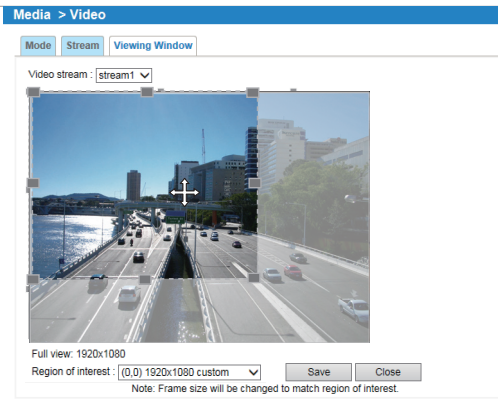 Media > Video
Mode Stream Viewing Window
Video stream : stream1
Full view: 1920x1080
Region of interest : (0,0) 1920x1080 custom Save Close
Note: Frame size will be changed to match region of interest.